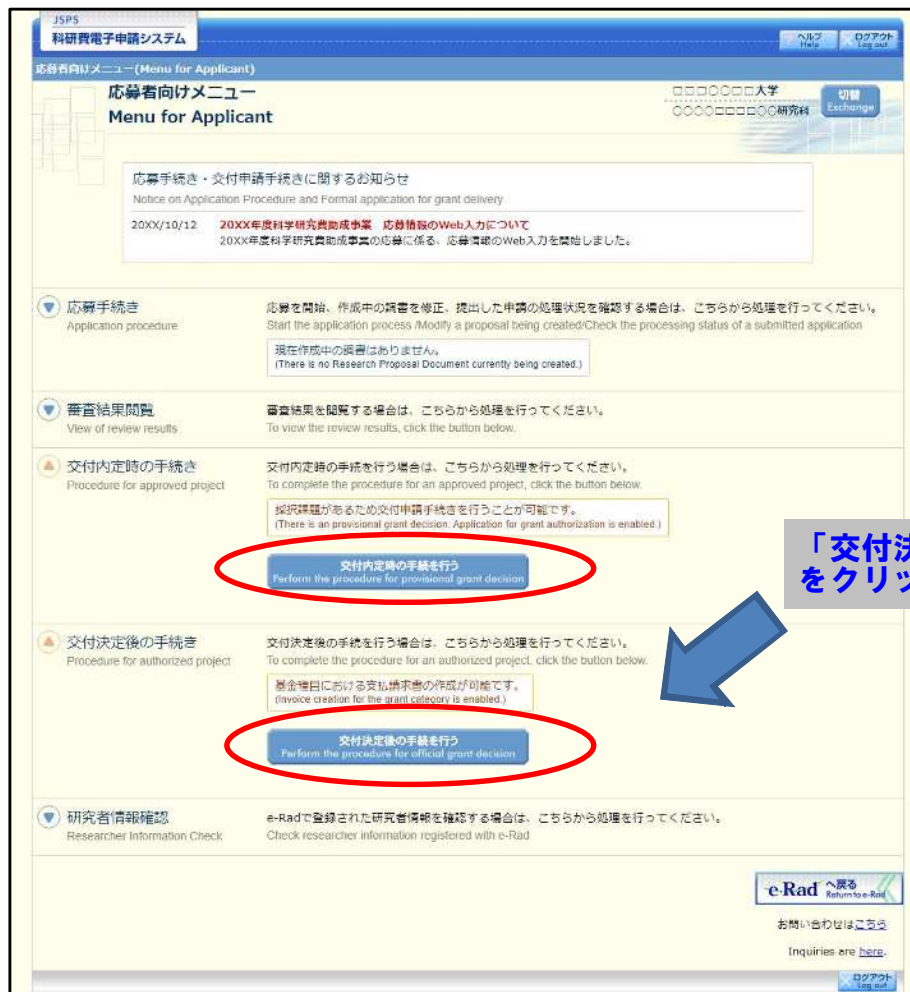 JSPS
科研費電子申請システム
ヘルプ
Help
ログアウト
Log out
応募者向けメニュー(Menu for Applicant)
応募者向けメニュー
Menu for Applicant
□□□○○□□大学
○○○○□□□□○○研究科
切替
Exchange
応募手続き・交付申請手続きに関するお知らせ
Notice on Application Procedure and Formal application for grant delivery
20XX/10/12 20XX年度科学研究費助成事業 応募情報のWeb入力について
20XX年度科学研究費助成事業の応募に係る、応募情報のWeb入力を開始しました。
応募手続き
Application procedure
応募を開始、作成中の調書を修正、提出した申請の処理状況を確認する場合は、こちらから処理を行ってください。
Start the application process /Modify a proposal being created/Check the processing status of a submitted application
現在作成中の調書はありません。
(There is no Research Proposal Document currently being created.)
審査結果閲覧
View of review results
審査結果を閲覧する場合は、こちらから処理を行ってください。
To view the review results, click the button below.
交付内定時の手続き
Procedure for approved project
交付内定時の手続を行う場合は、こちらから処理を行ってください。
To complete the procedure for an approved project, click the button below.
採択課題があるため交付申請手続きを行うことが可能です。
(There is an provisional grant decision. Application for grant authorization is enabled.)
交付内定時の手続を行う
Perform the procedure for provisional grant decision
「交付決
をクリッ
交付決定後の手続き
Procedure for authorized project
交付決定後の手続を行う場合は、こちらから処理を行ってください。
To complete the procedure for an authorized project, click the button below.
基金種目における支払請求書の作成が可能です。
(Invoice creation for the grant category is enabled.)
交付決定後の手続を行う
Perform the procedure for official grant decision
研究者情報確認
Researcher Information Check
e-Radで登録された研究者情報を確認する場合は、こちらから処理を行ってください。
Check researcher information registered with e-Rad
e-Rad へ戻る
Return to e-Rad
お問い合わせはこちら
Inquiries are here.
ログアウト
Log out